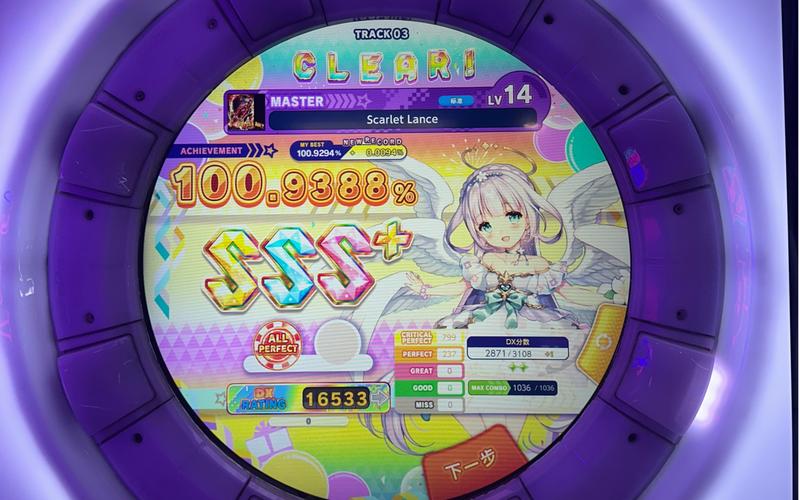 TRACK 03
CLEAR!
MASTER 标准 LV 14
Scarlet Lance
ACHIEVEMENT MY BEST 100.9294% NEW RECORD + 0.0094%
100.9388%
SSS+
ALL PERFECT
CRITICAL PERFECT 799
PERFECT 237
GREAT 0
GOOD 0
MISS 0
DX分数
2871/3108 +1
MAX COMBO 1036 / 1036
DX RATING 16533
0
下一步